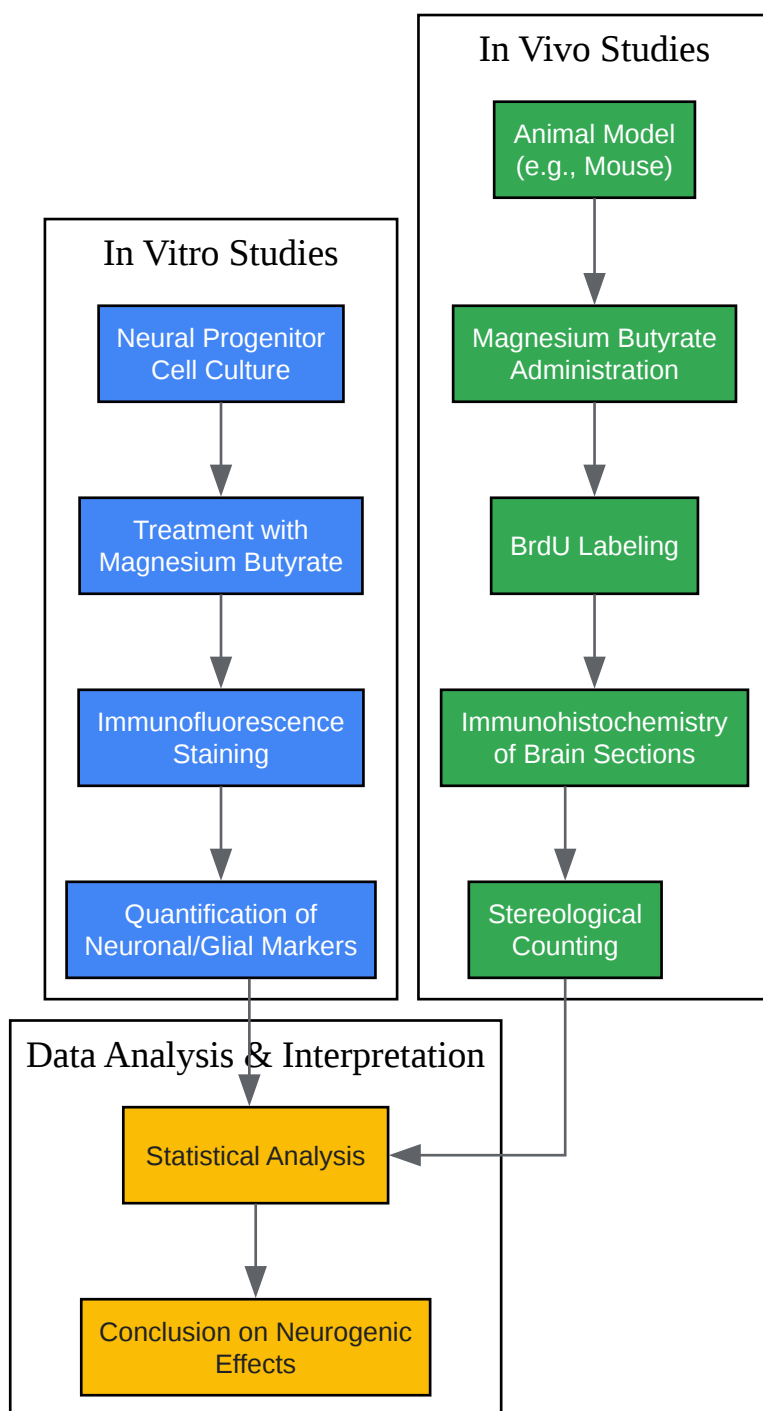 In Vivo Studies
Animal Model
(e.g., Mouse)
Magnesium Butyrate
Administration
BrdU Labeling
Immunohistochemistry
of Brain Sections
Stereological
Counting
In Vitro Studies
Neural Progenitor
Cell Culture
Treatment with
Magnesium Butyrate
Immunofluorescence
Staining
Quantification of
Neuronal/Glial Markers
Data Analysis & Interpretation
Statistical Analysis
Conclusion on Neurogenic
Effects